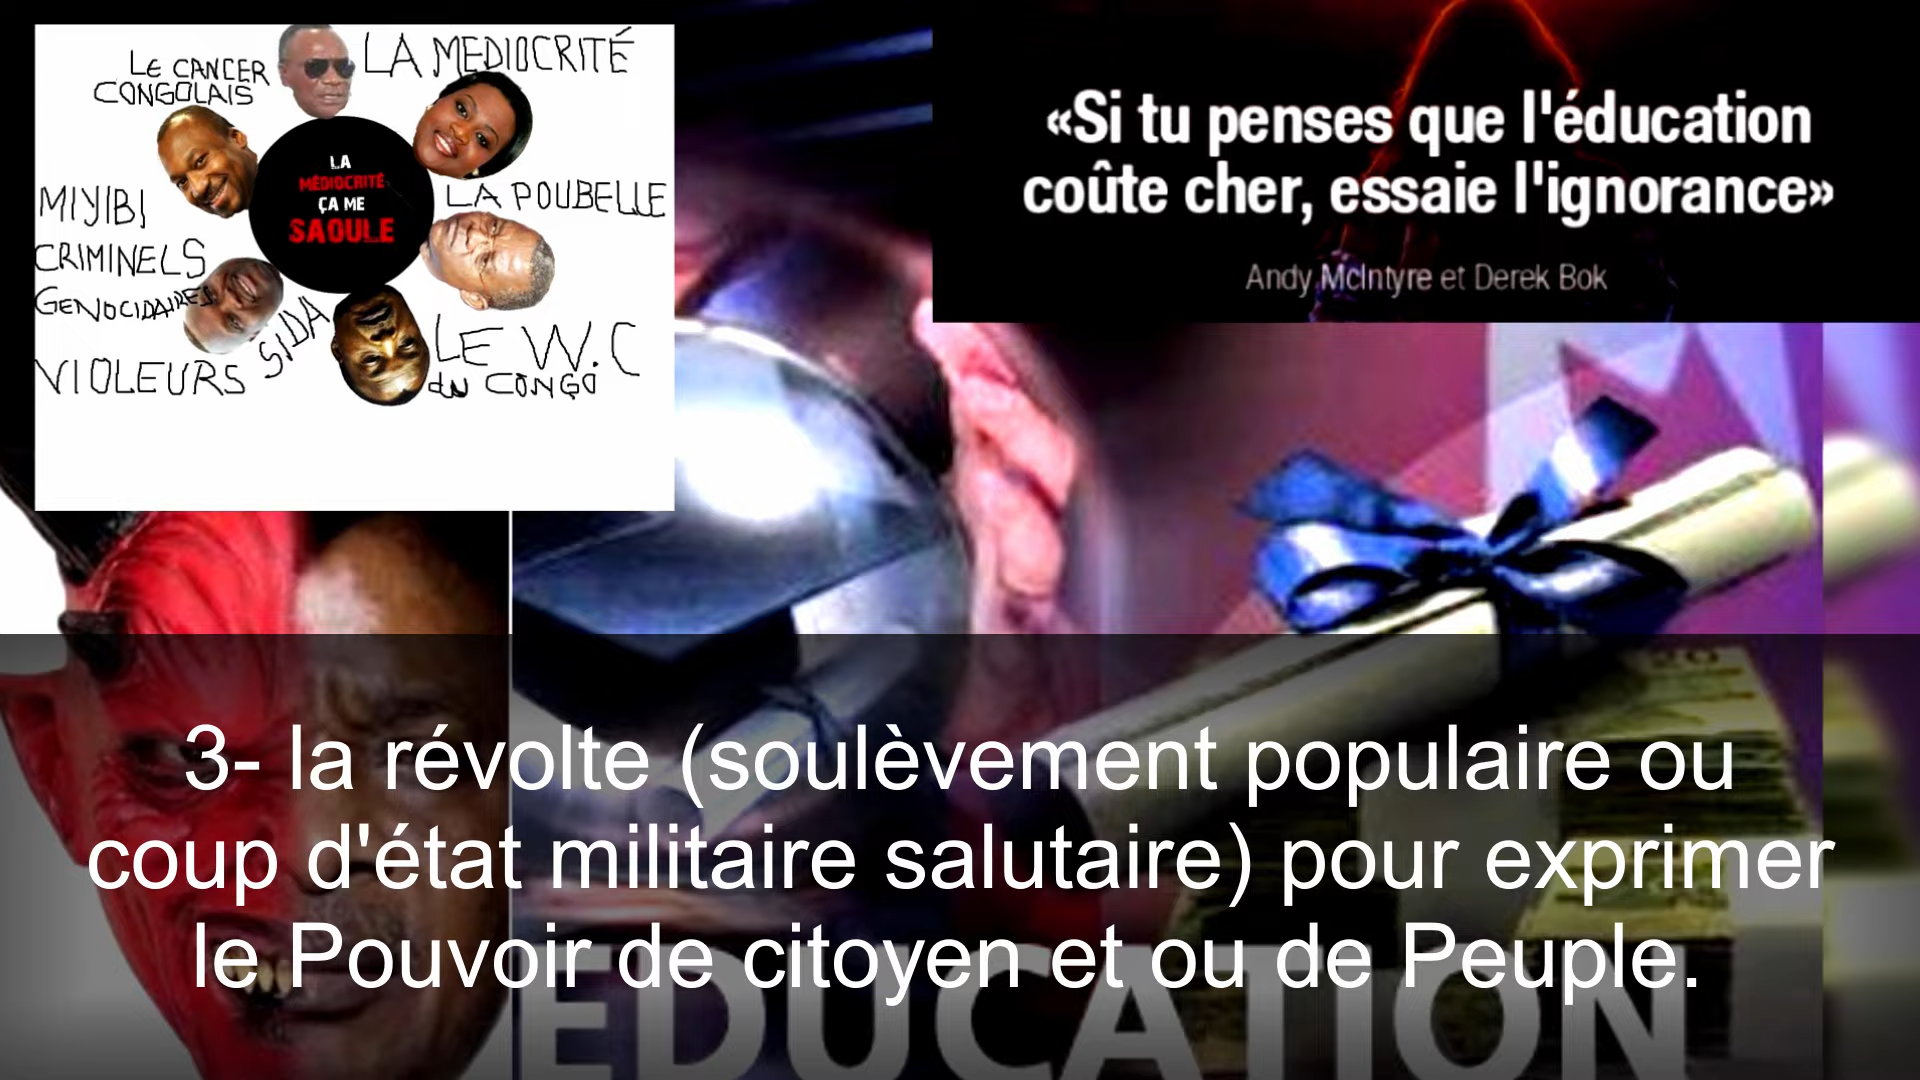 LE CANCER
CONGOLAIS
LA MEDIOCRITÉ
LA
MÉDIOCRITÉ
ÇA ME
SAOULE
MIYIBI
LA POUBELLE
CRIMINELS
GENOCIDAIRES
SIDA
VIOLEURS
LE W.C
du CONGO
«Si tu penses que l'éducation
coûte cher, essaie l'ignorance»
Andy McIntyre et Derek Bok
3- la révolte (soulèvement populaire ou
coup d'état militaire salutaire) pour exprimer
le Pouvoir de citoyen et ou de Peuple.
EDUCATION